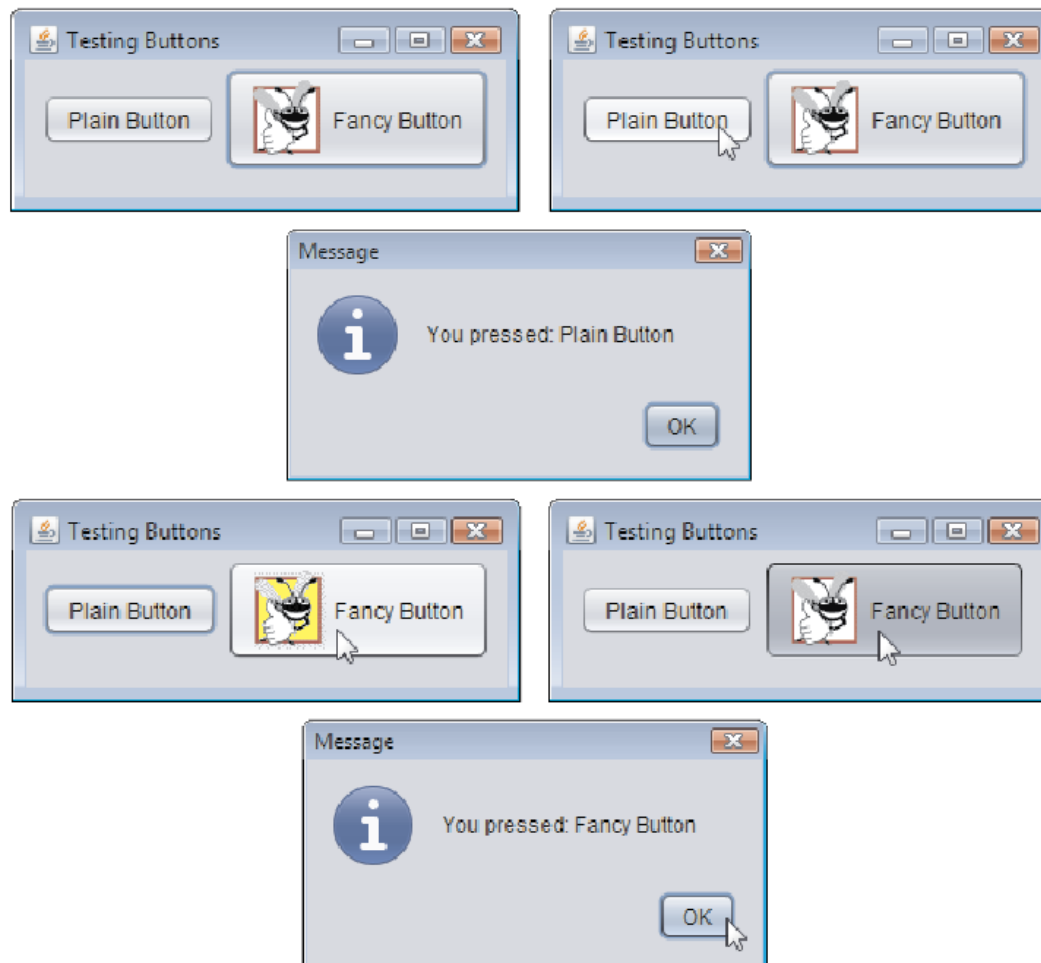 Testing Buttons
Plain Button
Fancy Button
Testing Buttons
Plain Button
Fancy Button
Message
You pressed: Plain Button
OK
Testing Buttons
Plain Button
Fancy Button
Testing Buttons
Plain Button
Fancy Button
Message
You pressed: Fancy Button
OK